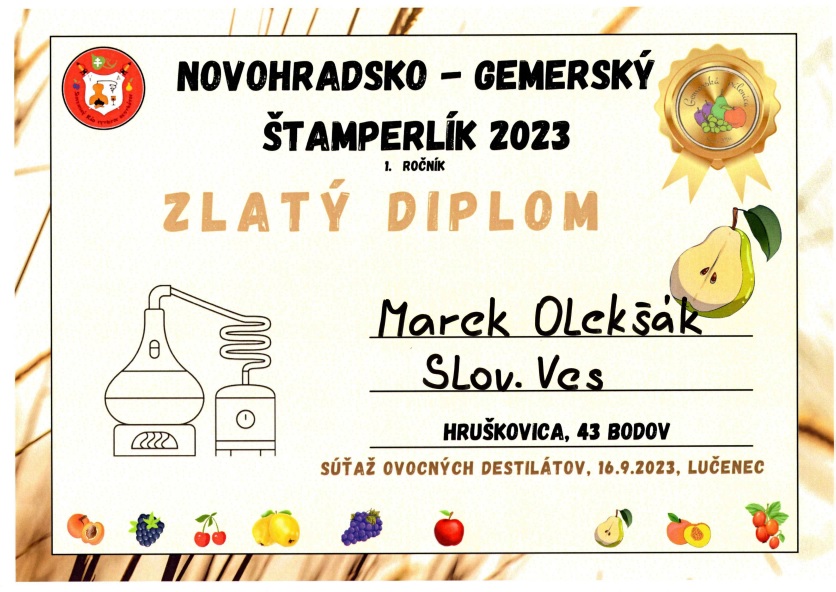 NOVOHRADSKO – GEMERSKÝ
ŠTAMPERLÍK 2023
1. ROČNÍK
ZLATÝ DIPLOM
Marek Olekšák
Slov. Ves
HRUŠKOVICA, 43 BODOV
SÚŤAŽ OVOCNÝCH DESTILÁTOV, 16.9.2023, LUČENEC